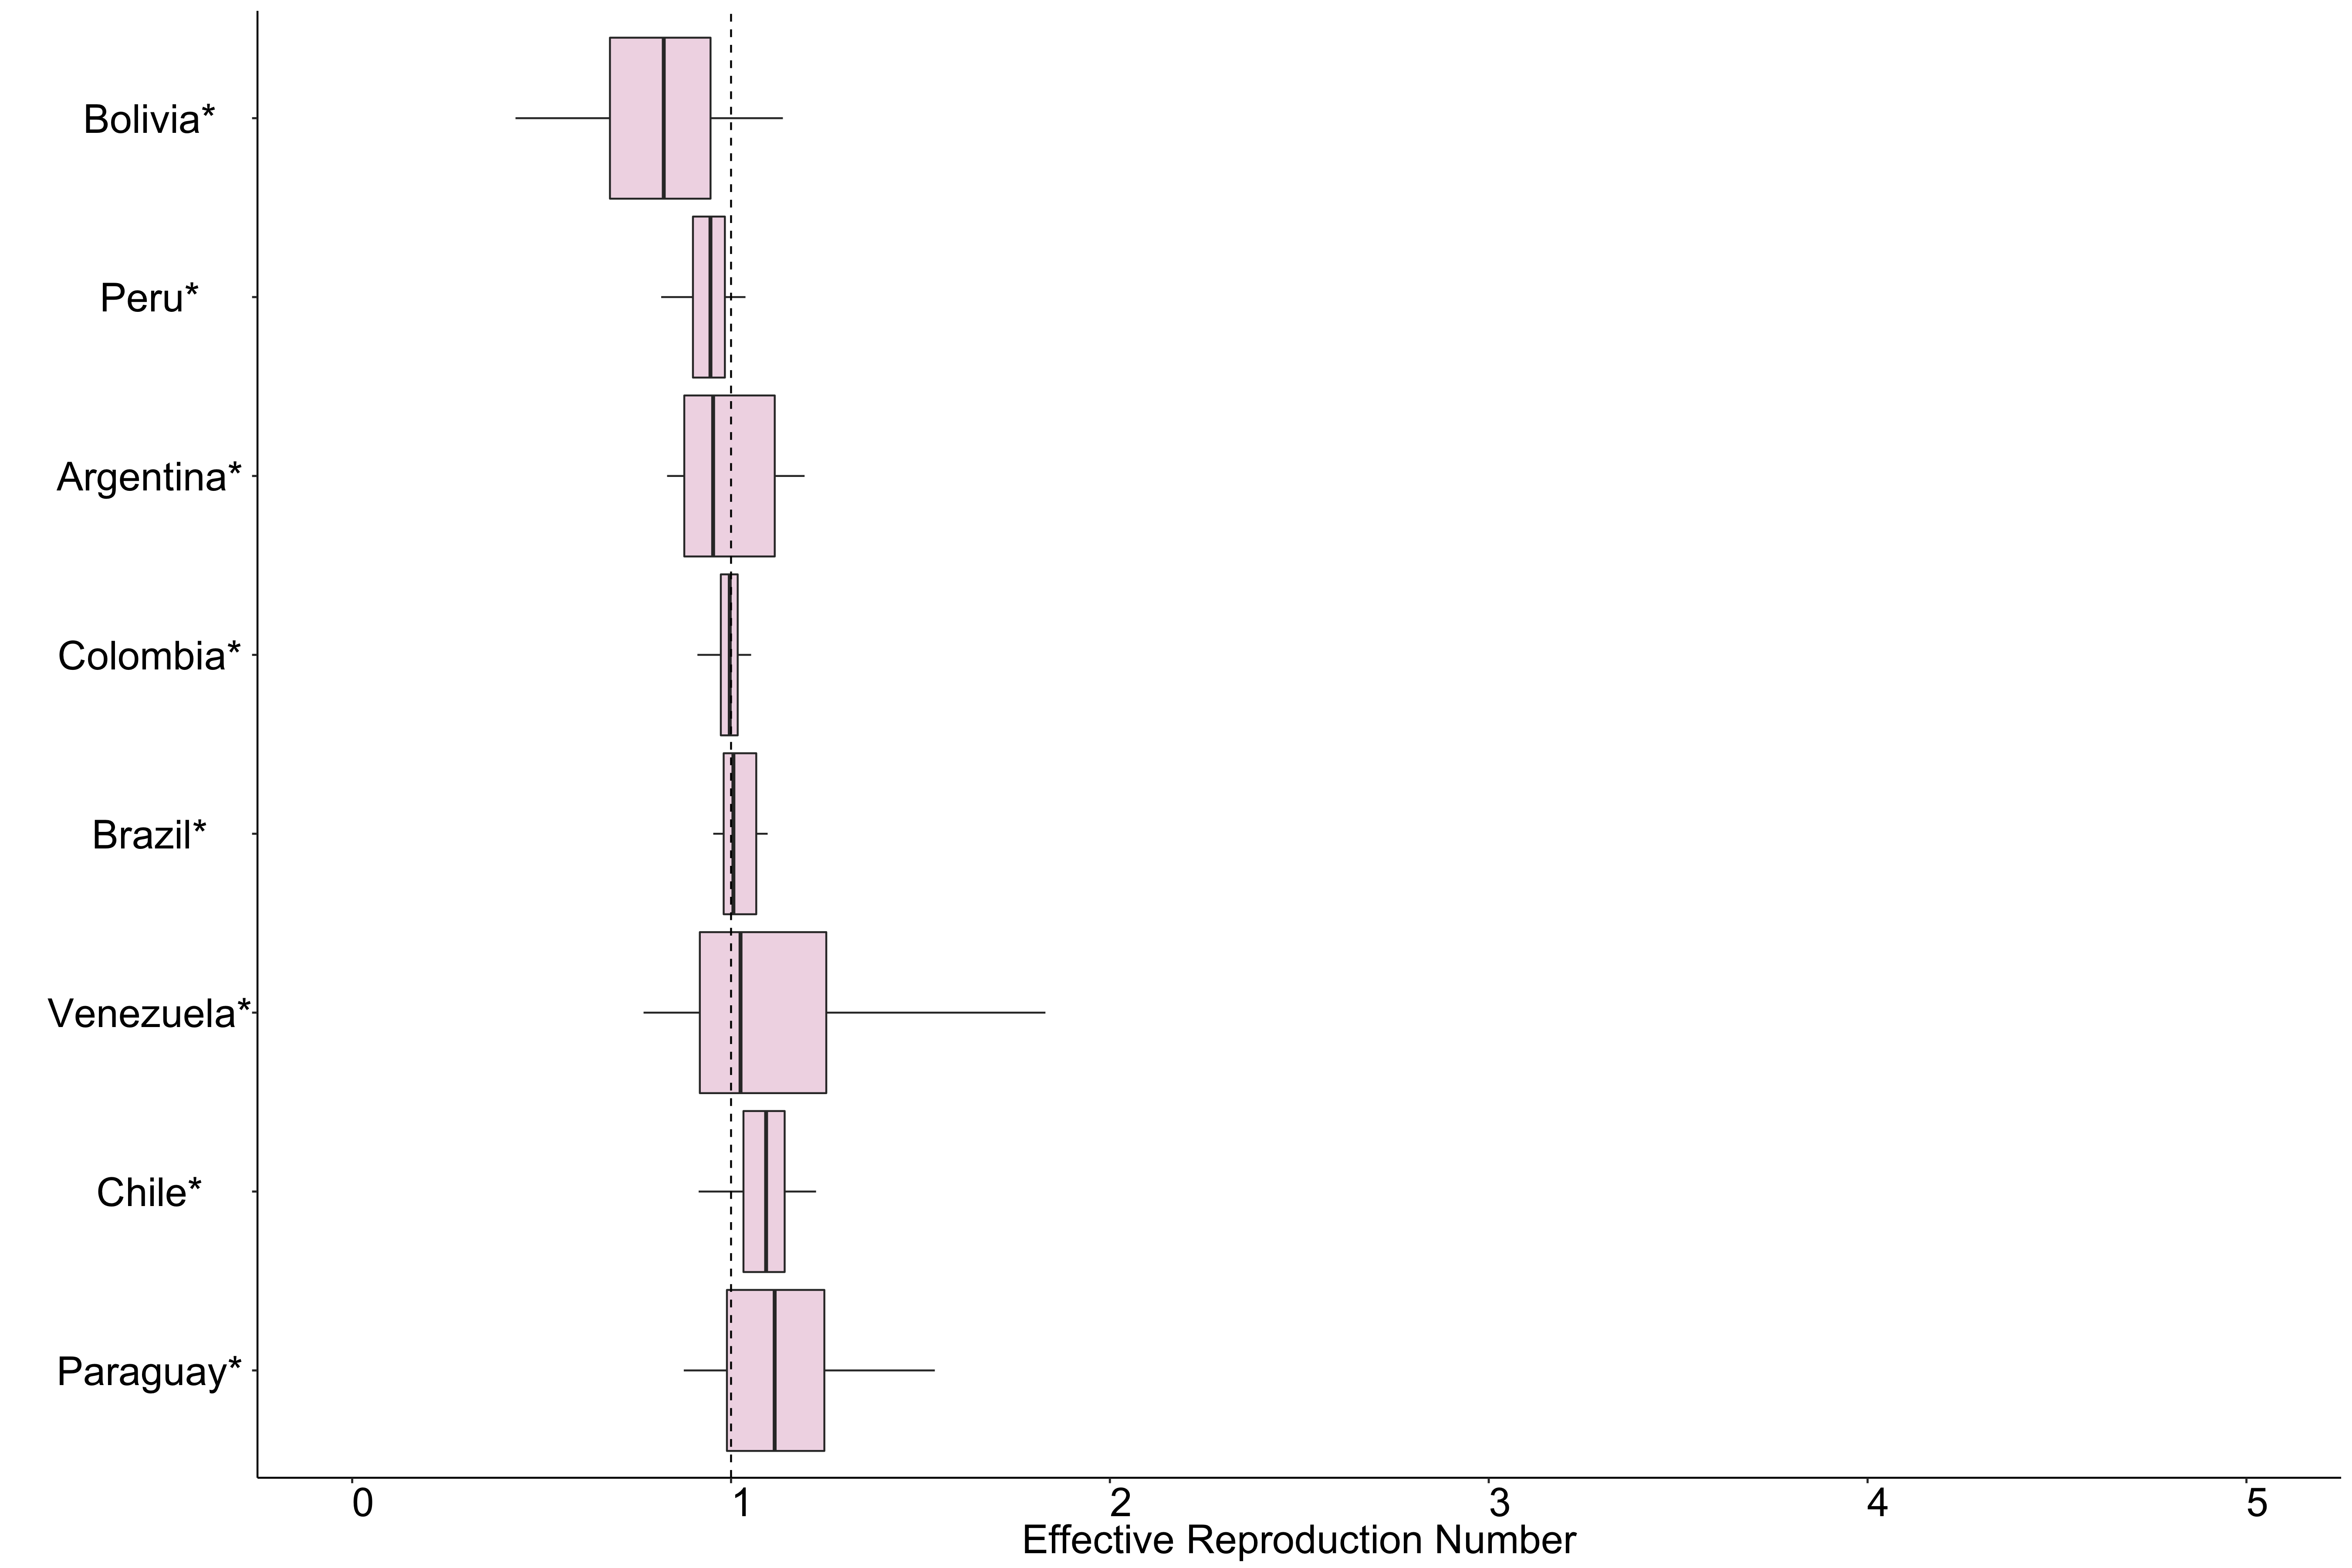 Bolivia*
Peru*
Argentina*
Colombia*
Brazil*
Venezuela*
Chile*
Paraguay*
0 1 2 3 4 5
Effective Reproduction Number